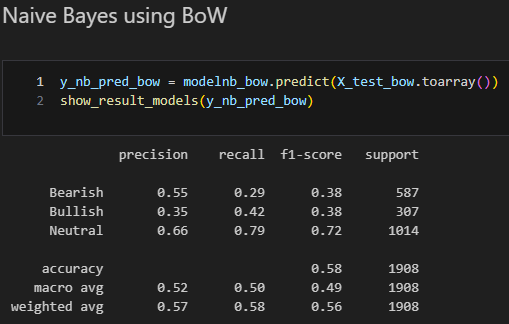 Naive Bayes using BoW
1 y_nb_pred_bow = modelnb_bow.predict(X_test_bow.toarray())
2 show_result_models(y_nb_pred_bow)
precision recall f1-score support
Bearish 0.55 0.29 0.38 587
Bullish 0.35 0.42 0.38 307
Neutral 0.66 0.79 0.72 1014
accuracy 0.58 1908
macro avg 0.52 0.50 0.49 1908
weighted avg 0.57 0.58 0.56 1908